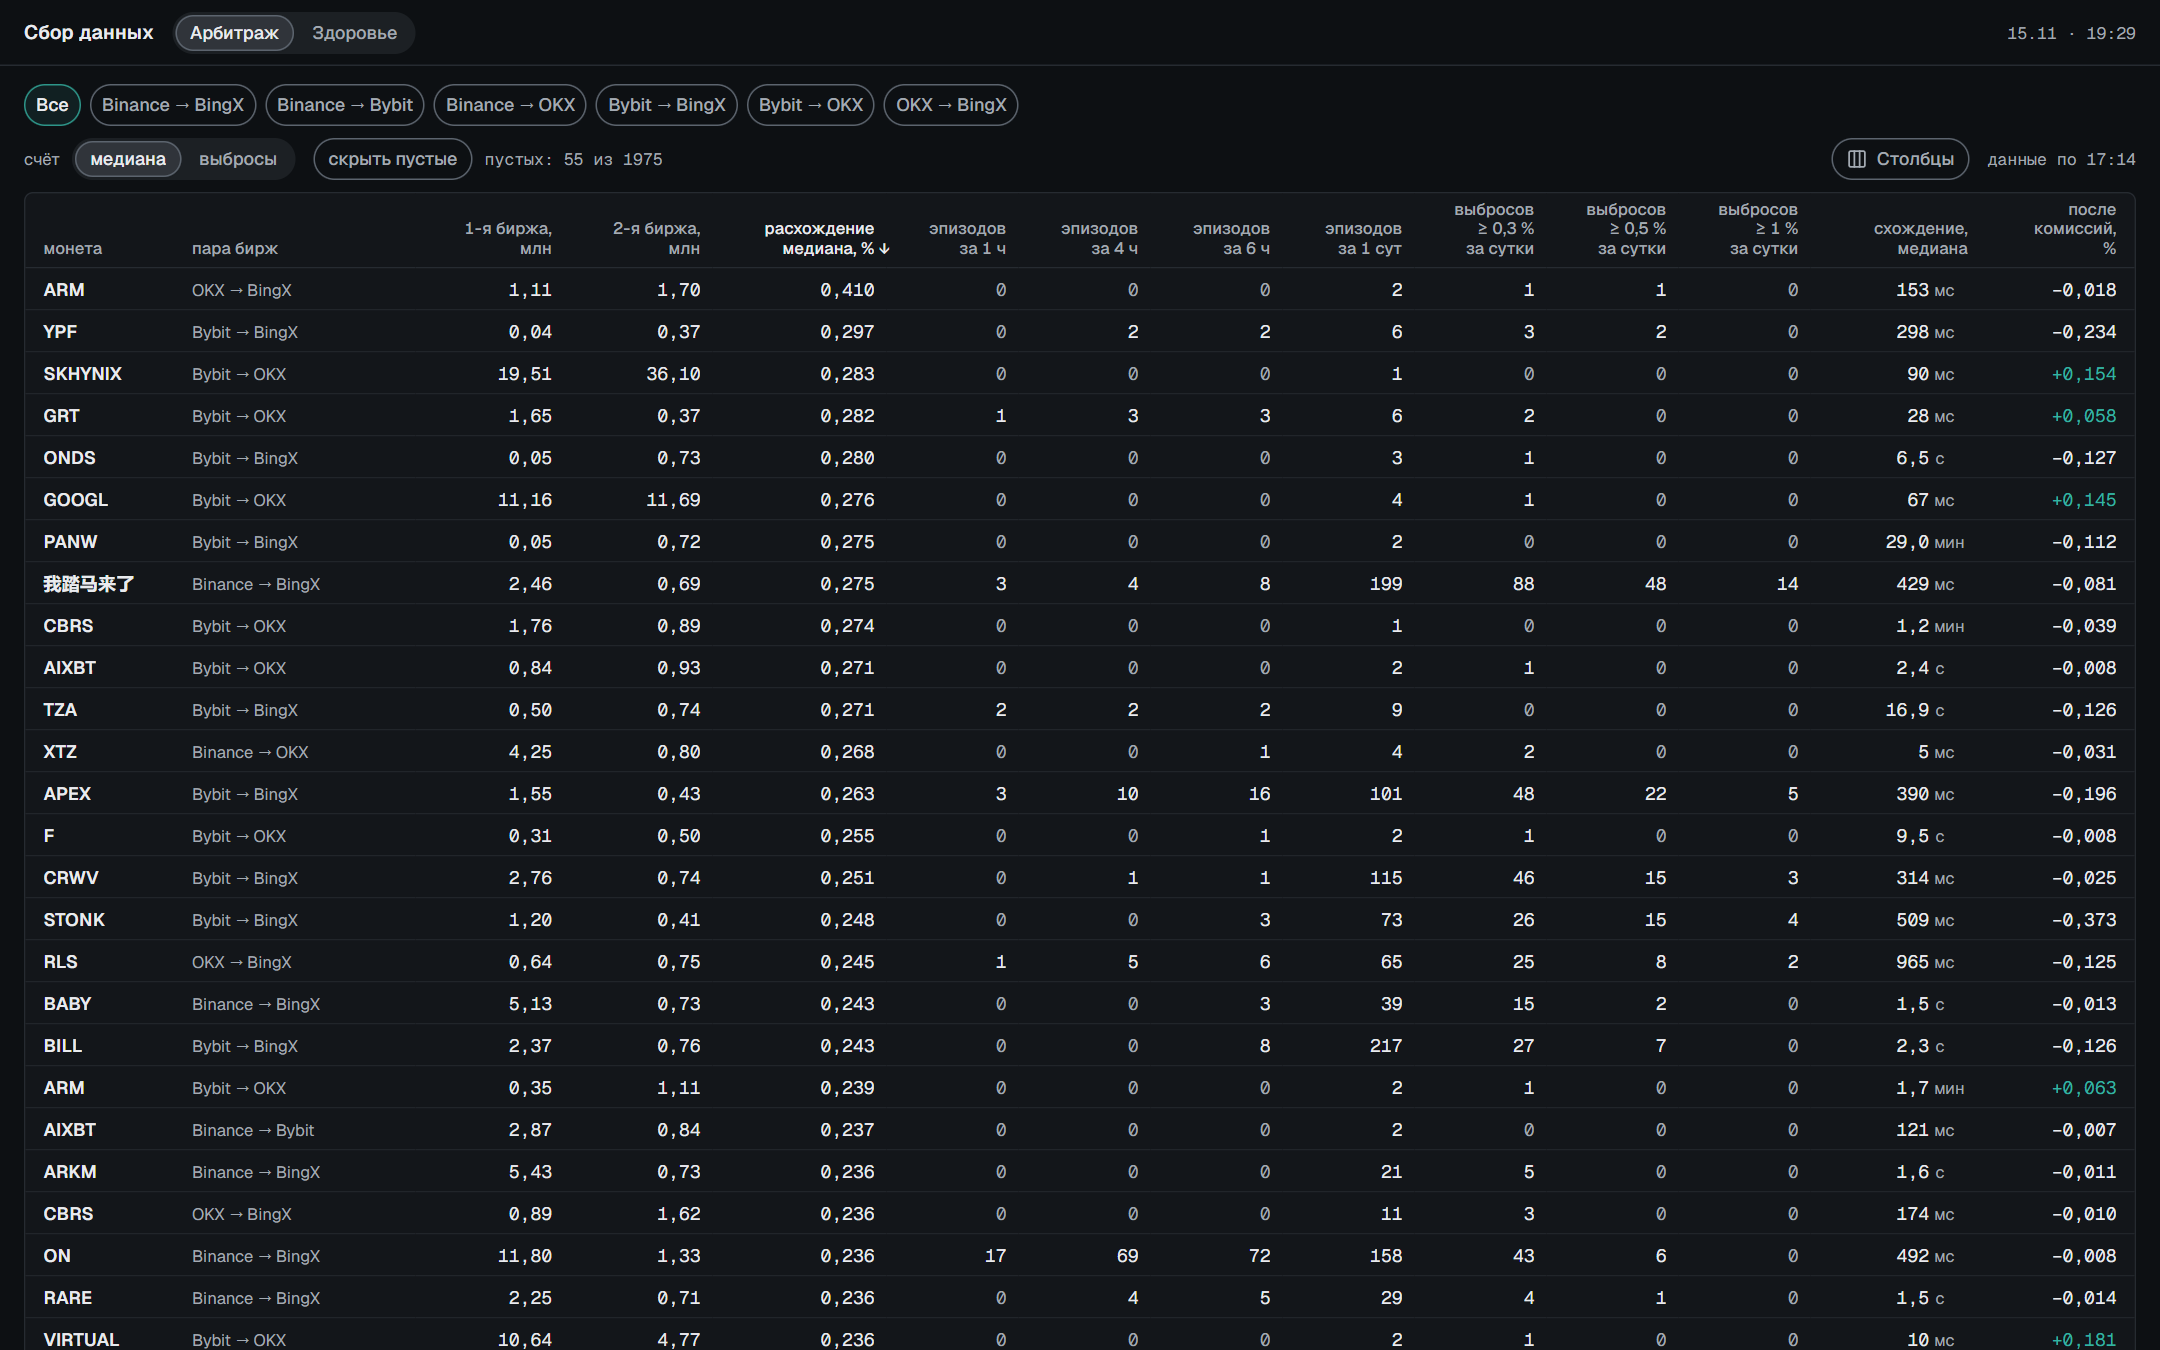 Сбор данных Арбитраж Здоровье 15.11 · 19:29
Все Binance → BingX Binance → Bybit Binance → OKX Bybit → BingX Bybit → OKX OKX → BingX
счёт медиана выбросы скрыть пустые пустых: 55 из 1975 Столбцы данные по 17:14
монета пара бирж 1-я биржа, млн 2-я биржа, млн расхождение медиана, % ↓ эпизодов за 1 ч эпизодов за 4 ч эпизодов за 6 ч эпизодов за 1 сут выбросов ≥ 0,3 % за сутки выбросов ≥ 0,5 % за сутки выбросов ≥ 1 % за сутки схождение, медиана после комиссий, %
ARM OKX → BingX 1,11 1,70 0,410 0 0 0 2 1 1 0 153 мс −0,018
YPF Bybit → BingX 0,04 0,37 0,297 0 2 2 6 3 2 0 298 мс −0,234
SKHYNIX Bybit → OKX 19,51 36,10 0,283 0 0 0 1 0 0 0 90 мс +0,154
GRT Bybit → OKX 1,65 0,37 0,282 1 3 3 6 2 0 0 28 мс +0,058
ONDS Bybit → BingX 0,05 0,73 0,280 0 0 0 3 1 0 0 6,5 с −0,127
GOOGL Bybit → OKX 11,16 11,69 0,276 0 0 0 4 1 0 0 67 мс +0,145
PANW Bybit → BingX 0,05 0,72 0,275 0 0 0 2 0 0 0 29,0 мин −0,112
我踏马来了 Binance → BingX 2,46 0,69 0,275 3 4 8 199 88 48 14 429 мс −0,081
CBRS Bybit → OKX 1,76 0,89 0,274 0 0 0 1 0 0 0 1,2 мин −0,039
AIXBT Bybit → OKX 0,84 0,93 0,271 0 0 0 2 1 0 0 2,4 с −0,008
TZA Bybit → BingX 0,50 0,74 0,271 2 2 2 9 0 0 0 16,9 с −0,126
XTZ Binance → OKX 4,25 0,80 0,268 0 0 1 4 2 0 0 5 мс −0,031
APEX Bybit → BingX 1,55 0,43 0,263 3 10 16 101 48 22 5 390 мс −0,196
F Bybit → OKX 0,31 0,50 0,255 0 0 1 2 1 0 0 9,5 с −0,008
CRWV Bybit → BingX 2,76 0,74 0,251 0 1 1 115 46 15 3 314 мс −0,025
STONK Bybit → BingX 1,20 0,41 0,248 0 0 3 73 26 15 4 509 мс −0,373
RLS OKX → BingX 0,64 0,75 0,245 1 5 6 65 25 8 2 965 мс −0,125
BABY Binance → BingX 5,13 0,73 0,243 0 0 3 39 15 2 0 1,5 с −0,013
BILL Bybit → BingX 2,37 0,76 0,243 0 0 8 217 27 7 0 2,3 с −0,126
ARM Bybit → OKX 0,35 1,11 0,239 0 0 0 2 1 0 0 1,7 мин +0,063
AIXBT Binance → Bybit 2,87 0,84 0,237 0 0 0 2 0 0 0 121 мс −0,007
ARKM Binance → BingX 5,43 0,73 0,236 0 0 0 21 5 0 0 1,6 с −0,011
CBRS OKX → BingX 0,89 1,62 0,236 0 0 0 11 3 0 0 174 мс −0,010
ON Binance → BingX 11,80 1,33 0,236 17 69 72 158 43 6 0 492 мс −0,008
RARE Binance → BingX 2,25 0,71 0,236 0 4 5 29 4 1 0 1,5 с −0,014
VIRTUAL Bybit → OKX 10,64 4,77 0,236 0 0 0 2 1 0 0 10 мс +0,181